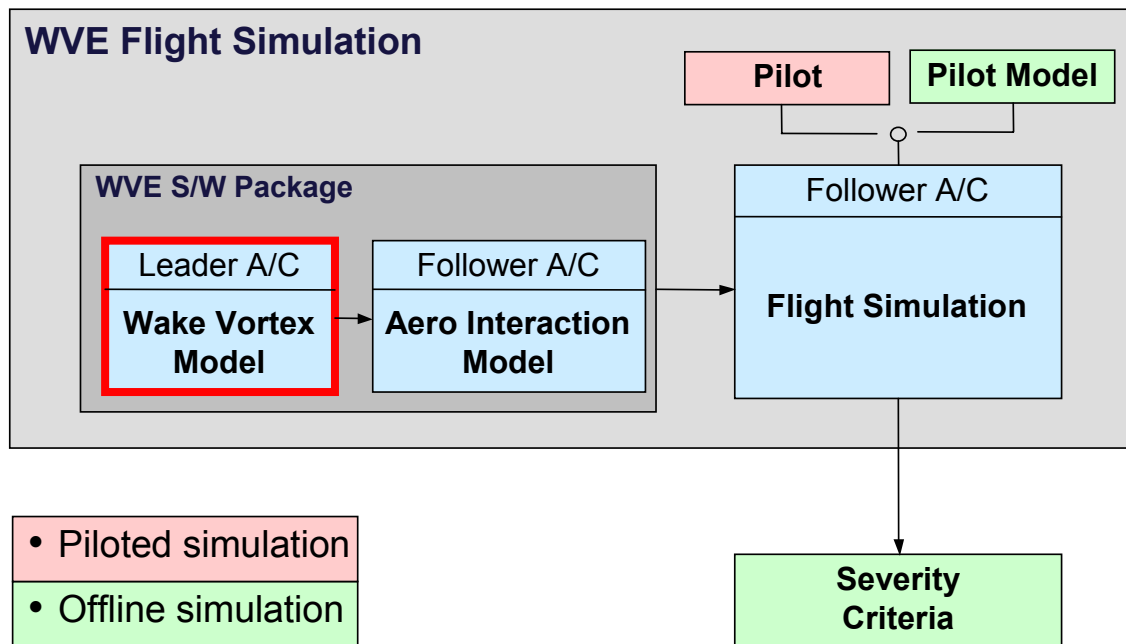 WVE Flight Simulation
Pilot
Pilot Model
WVE S/W Package
Leader A/C
Wake Vortex
Model
Follower A/C
Aero Interaction
Model
Follower A/C
Flight Simulation
• Piloted simulation
• Offline simulation
Severity
Criteria